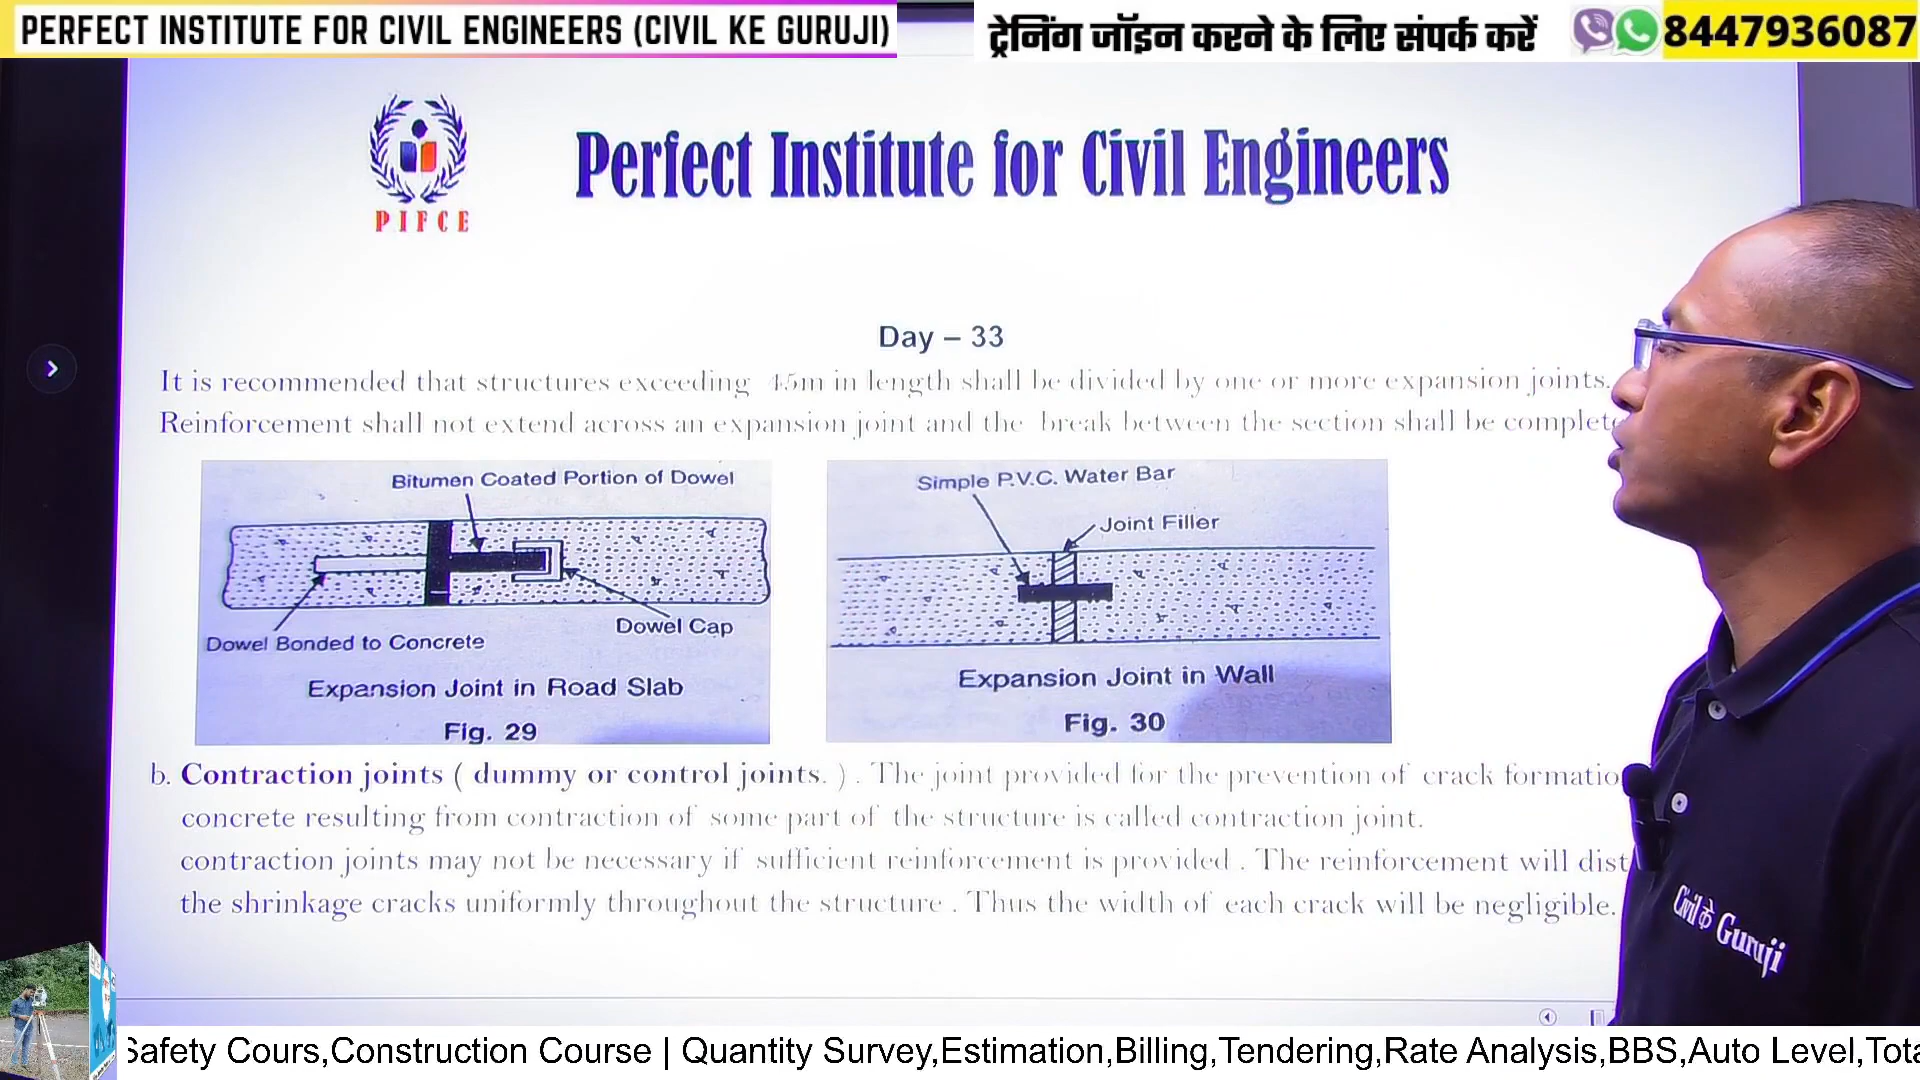 PERFECT INSTITUTE FOR CIVIL ENGINEERS (CIVIL KE GURUJI)
ट्रेनिंग जॉइन करने के लिए संपर्क करें
8447936087
PIFCE
Perfect Institute for Civil Engineers
Day – 33
It is recommended that structures exceeding 45m in length shall be divided by one or more expansion joints.
Reinforcement shall not extend across an expansion joint and the break between the section shall be complete
Bitumen Coated Portion of Dowel
Dowel Cap
Dowel Bonded to Concrete
Expansion Joint in Road Slab
Fig. 29
Simple P.V.C. Water Bar
Joint Filler
Expansion Joint in Wall
Fig. 30
b. Contraction joints ( dummy or control joints. ) . The joint provided for the prevention of crack formatio
concrete resulting from contraction of some part of the structure is called contraction joint.
contraction joints may not be necessary if sufficient reinforcement is provided . The reinforcement will dist
the shrinkage cracks uniformly throughout the structure . Thus the width of each crack will be negligible.
Civil के Guruji
Safety Cours,Construction Course | Quantity Survey,Estimation,Billing,Tendering,Rate Analysis,BBS,Auto Level,Tota